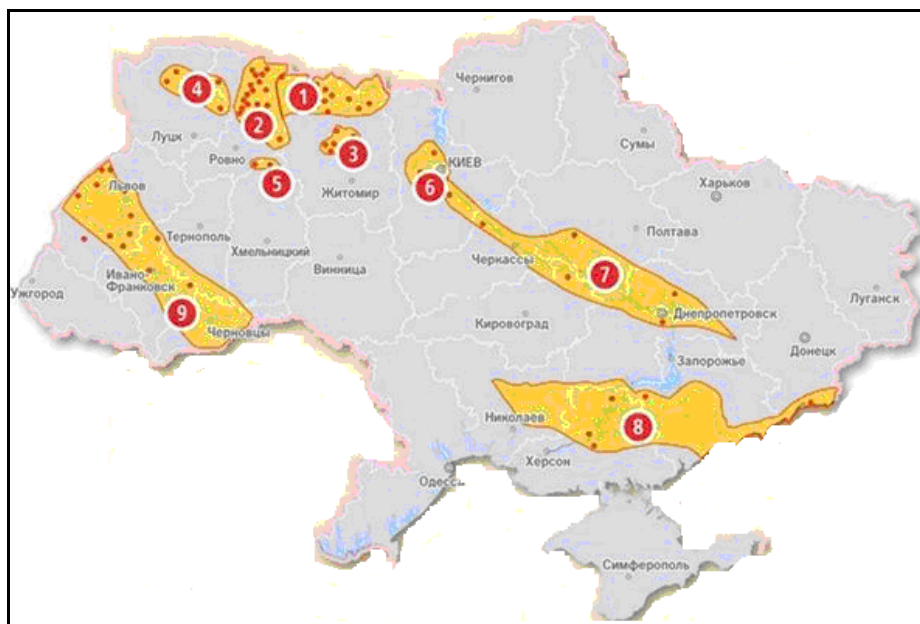 Чернигов
4
1
Луцк
2
Сумы
Ровно
3
КИЕВ
5
6
Житомир
Харьков
Львов
Тернополь
Хмельницкий
Полтава
Винница
Черкассы
7
Ивано-
Франковск
Ужгород
Луганск
9
Черновцы
Кировоград
Днепропетровск
Донецк
Запорожье
Николаев
8
Херсон
Одесса
Симферополь